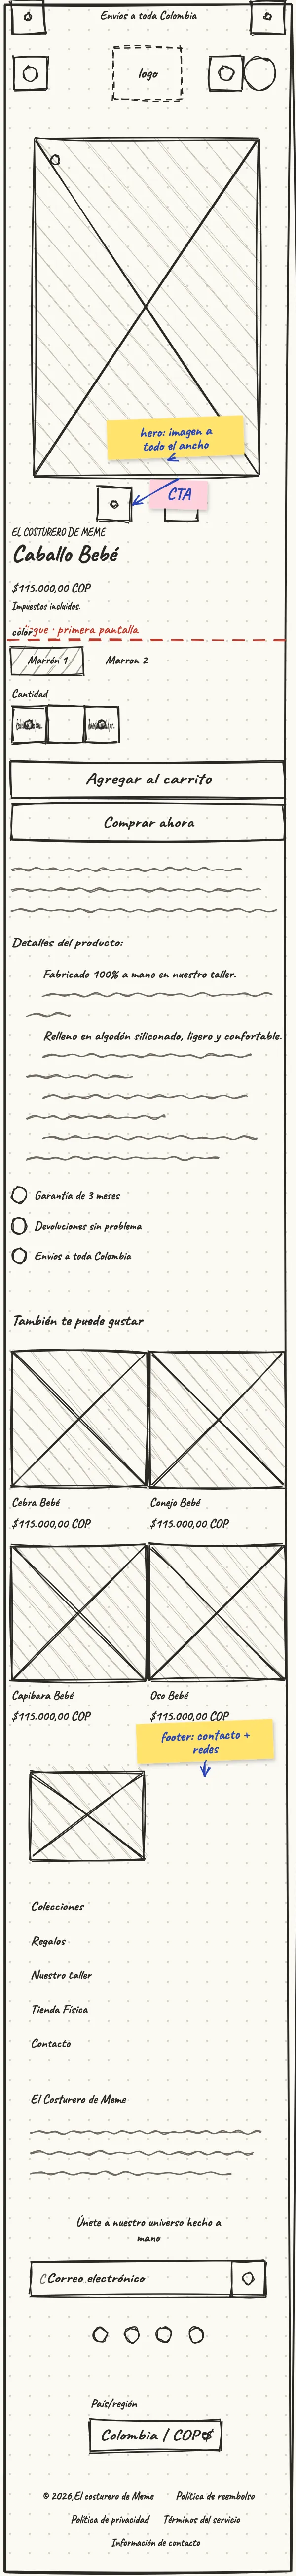 Envíos a toda Colombia
logo
hero: imagen a
todo el ancho
CTA
EL COSTURERO DE MEME
Caballo Bebé
$115.000,00 COP
Impuestos incluidos.
color
· primera pantalla
Marrón 1
Marron 2
Cantidad
Agregar al carrito
Comprar ahora
Detalles del producto:
Fabricado 100% a mano en nuestro taller.
Relleno en algodón siliconado, ligero y confortable.
Garantía de 3 meses
Devoluciones sin problema
Envíos a toda Colombia
También te puede gustar
Cebra Bebé
Conejo Bebé
$115.000,00 COP
$115.000,00 COP
Capibara Bebé
Oso Bebé
$115.000,00 COP
$115.000,00 COP
footer: contacto +
redes
Colecciones
Regalos
Nuestro taller
Tienda Física
Contacto
El Costurero de Meme
Únete a nuestro universo hecho a
mano
Correo electrónico
País/región
Colombia | COP $
© 2026,El costurero de Meme
Política de reembolso
Política de privacidad
Términos del servicio
Información de contacto